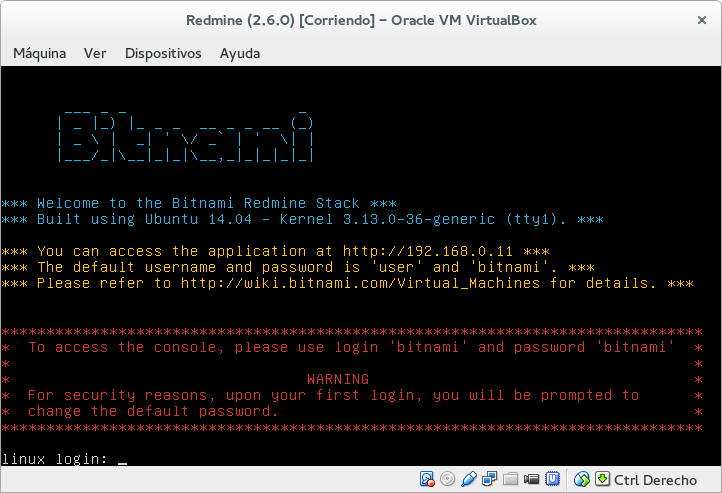 Redmine (2.6.0) [Corriendo] – Oracle VM VirtualBox ×
Máquina Ver Dispositivos Ayuda
Bitnami
*** Welcome to the Bitnami Redmine Stack ***
*** Built using Ubuntu 14.04 - Kernel 3.13.0-36-generic (tty1). ***
*** You can access the application at http://192.168.0.11 ***
*** The default username and password is 'user' and 'bitnami'. ***
*** Please refer to http://wiki.bitnami.com/Virtual_Machines for details. ***
******************************************************************************
* To access the console, please use login 'bitnami' and password 'bitnami' *
* *
* WARNING *
* For security reasons, upon your first login, you will be prompted to *
* change the default password. *
******************************************************************************
linux login: _
Ctrl Derecho